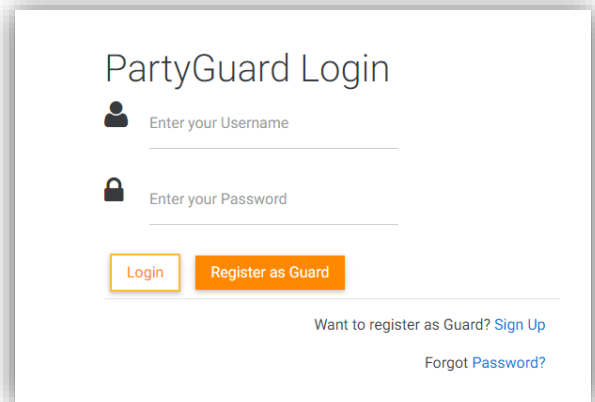 PartyGuard Login
Enter your Username
Enter your Password
Login Register as Guard
Want to register as Guard? Sign Up
Forgot Password?